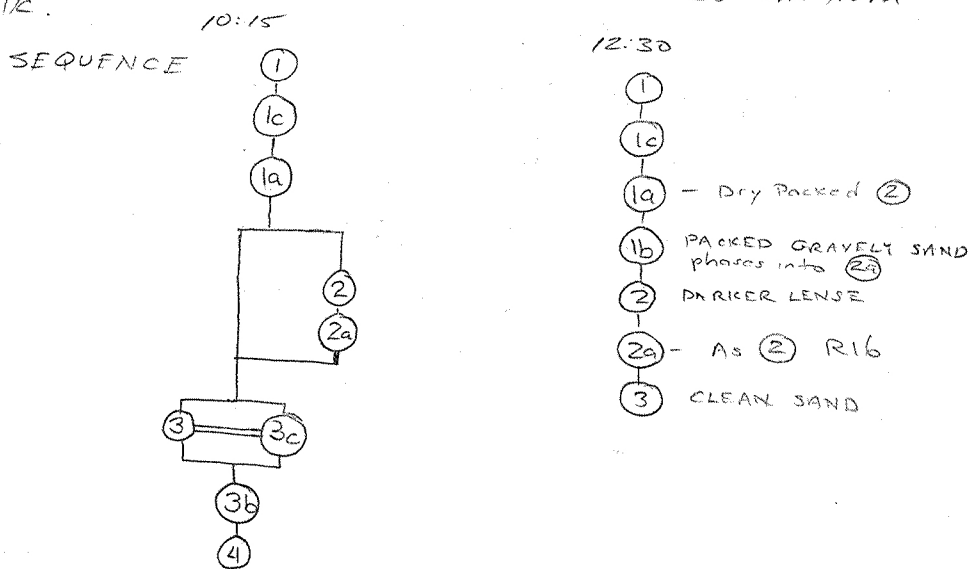 10:15
SEQUENCE
1
1c
1a
2
2a
3
3c
3b
4
12:30
1
1c
1a - Dry Packed 2
1b PACKED GRAVELY SAND
phases into 2a
2 DARKER LENSE
2a - As 2 R16
3 CLEAN SAND